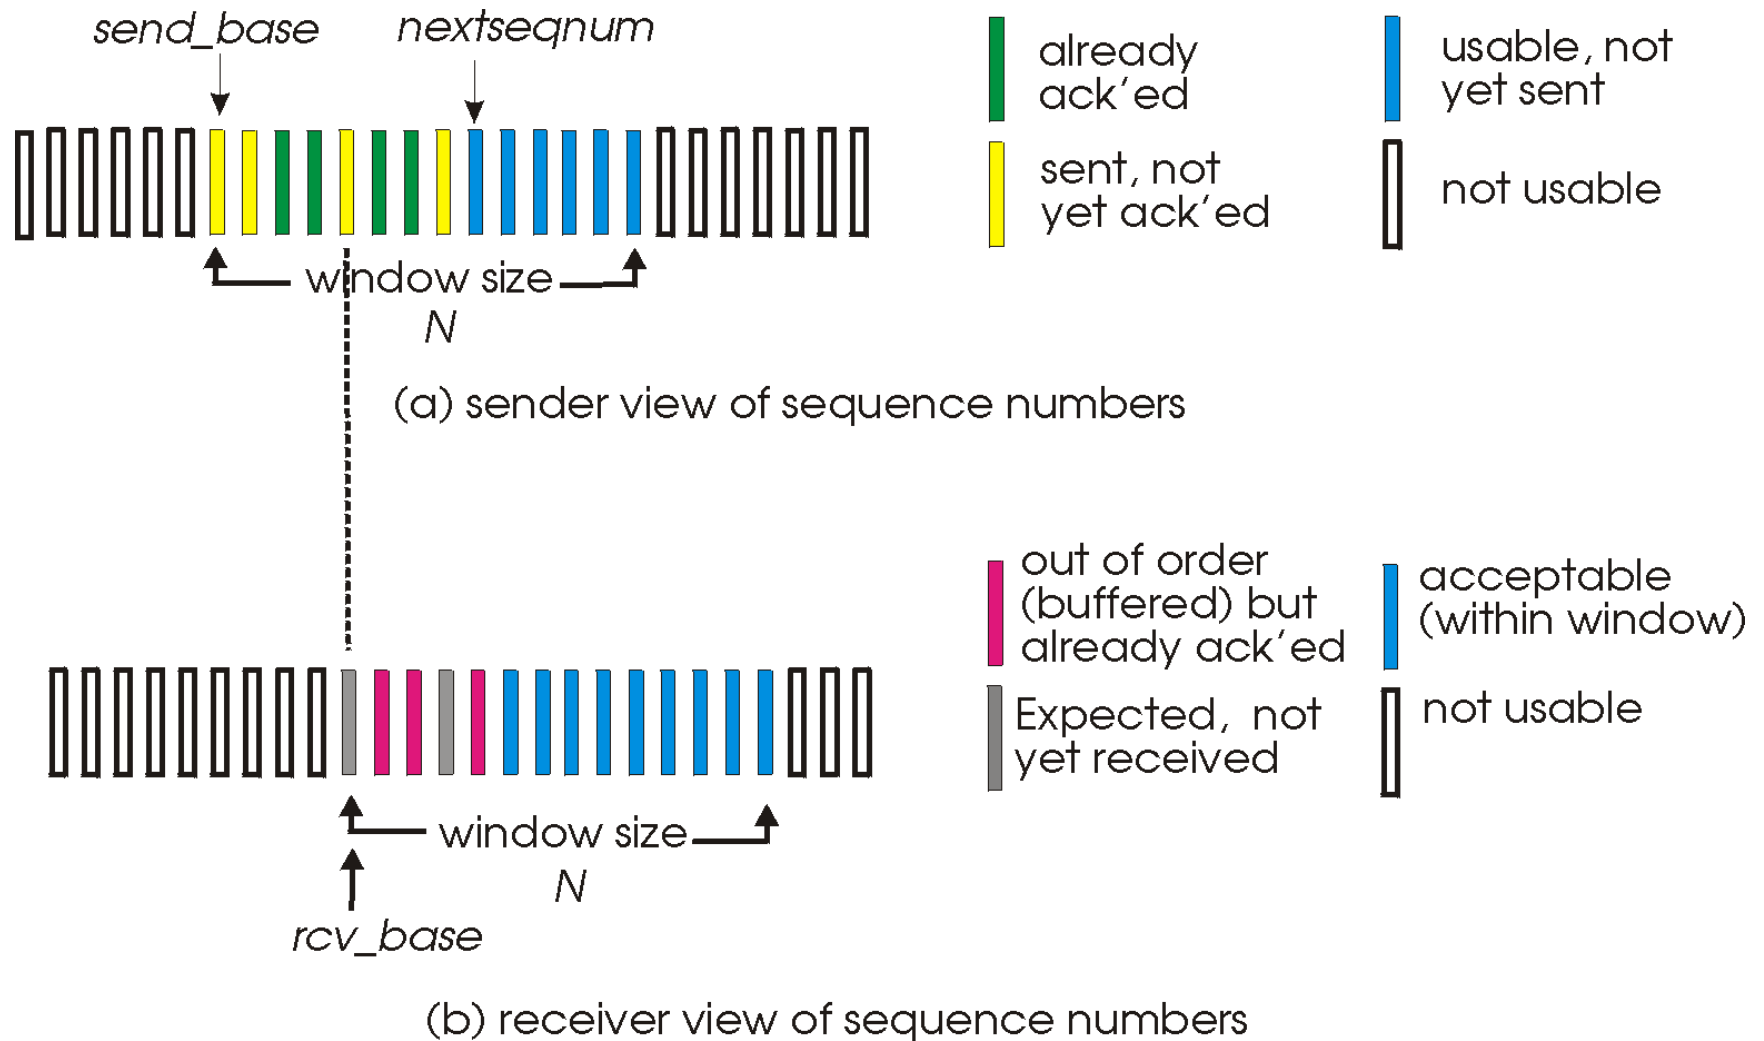 send_base
nextseqnum
already
ack'ed
usable, not
yet sent
sent, not
yet ack'ed
not usable
window size
N
(a) sender view of sequence numbers
out of order
(buffered) but
already ack'ed
acceptable
(within window)
Expected, not
yet received
not usable
window size
N
rcv_base
(b) receiver view of sequence numbers